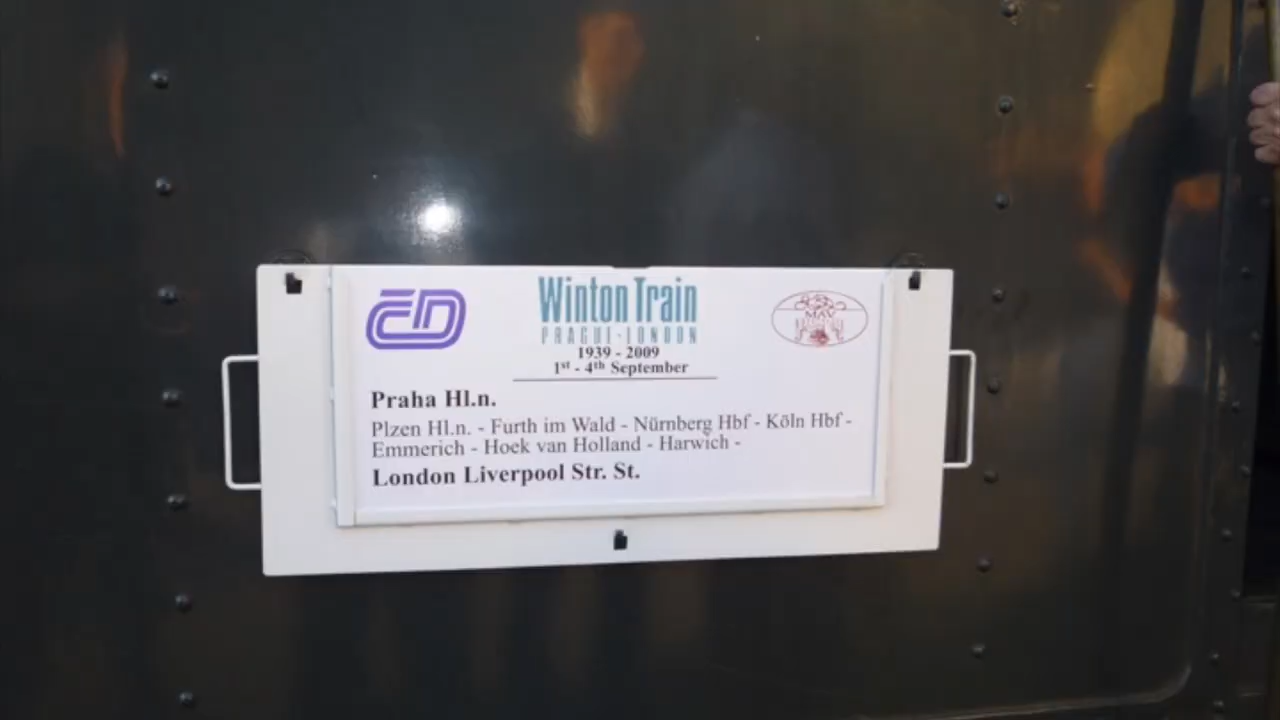 ČD
Winton Train
PRAGUE-LONDON
1939 - 2009
1st - 4th September
MÁV
Praha Hl.n.
Plzen Hl.n. - Furth im Wald - Nürnberg Hbf - Köln Hbf -
Emmerich - Hoek van Holland - Harwich -
London Liverpool Str. St.